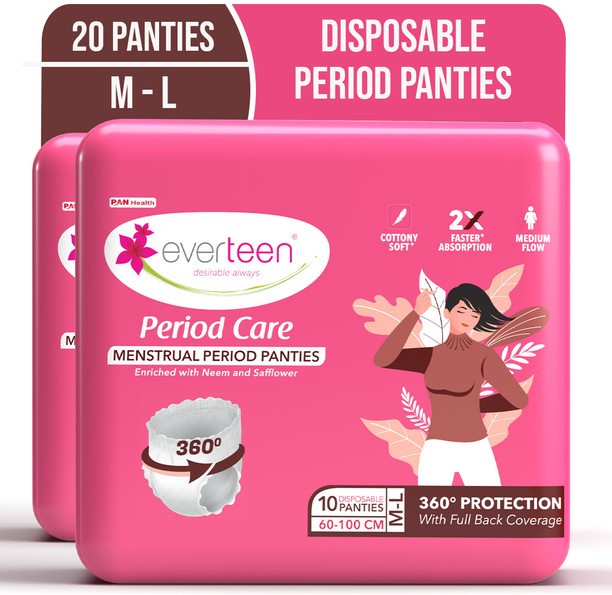 20 PANTIES
M - L
DISPOSABLE
PERIOD PANTIES
PAN Health
everteen®
desirable always
COTTONY
SOFT*
2X
FASTER*
ABSORPTION
MEDIUM
FLOW
Period Care
MENSTRUAL PERIOD PANTIES
Enriched with Neem and Safflower
360°
10 DISPOSABLE
PANTIES
60-100 CM
M-L
360° PROTECTION
With Full Back Coverage
PAN
M